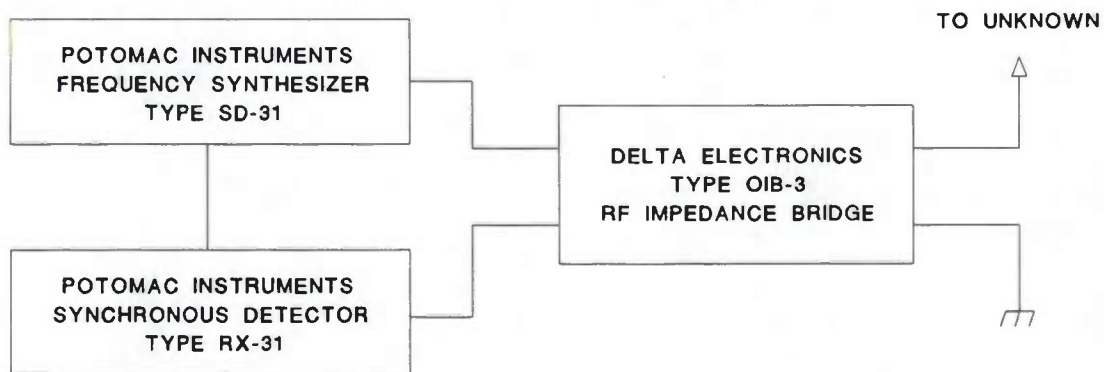 TO UNKNOWN
POTOMAC INSTRUMENTS
FREQUENCY SYNTHESIZER
TYPE SD-31
DELTA ELECTRONICS
TYPE OIB-3
RF IMPEDANCE BRIDGE
POTOMAC INSTRUMENTS
SYNCHRONOUS DETECTOR
TYPE RX-31